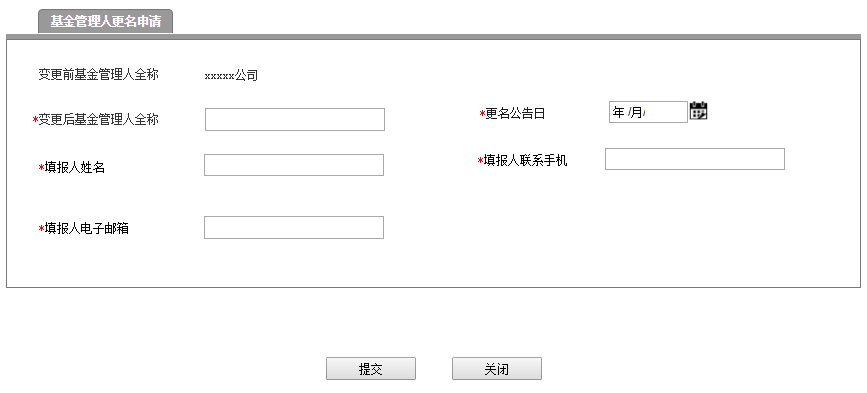 基金管理人更名申请
变更前基金管理人全称 xxxxx公司
*变更后基金管理人全称 *更名公告日 年 /月/
*填报人姓名 *填报人联系手机
*填报人电子邮箱
提交 关闭